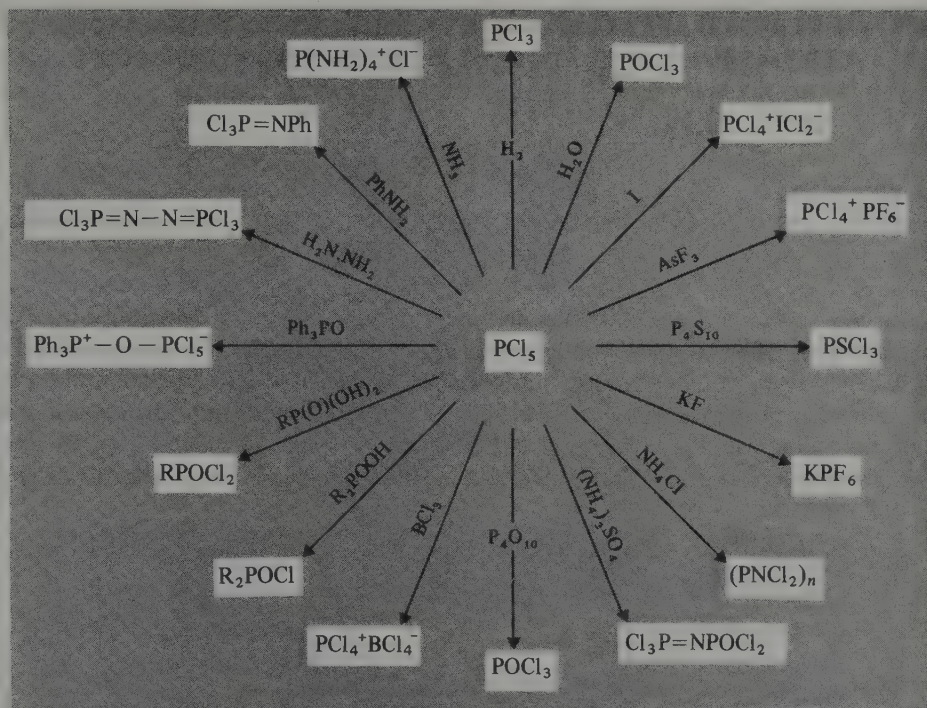 PCl₃
P(NH₂)₄⁺Cl⁻
POCl₃
Cl₃P=NPh
PCl₄⁺ICl₂⁻
NH₃
H₂
H₂O
PhNH₂
I
Cl₃P=N—N=PCl₃
PCl₄⁺ PF₆⁻
H₂N.NH₂
AsF₃
Ph₃P⁺—O—PCl₅⁻
Ph₃PO
PCl₅
P₄S₁₀
PSCl₃
RP(O)(OH)₂
KF
RPOCl₂
R₂POOH
NH₄Cl
KPF₆
BCl₃
P₄O₁₀
(NH₄)₂SO₄
R₂POCl
(PNCl₂)ₙ
PCl₄⁺BCl₄⁻
POCl₃
Cl₃P=NPOCl₂